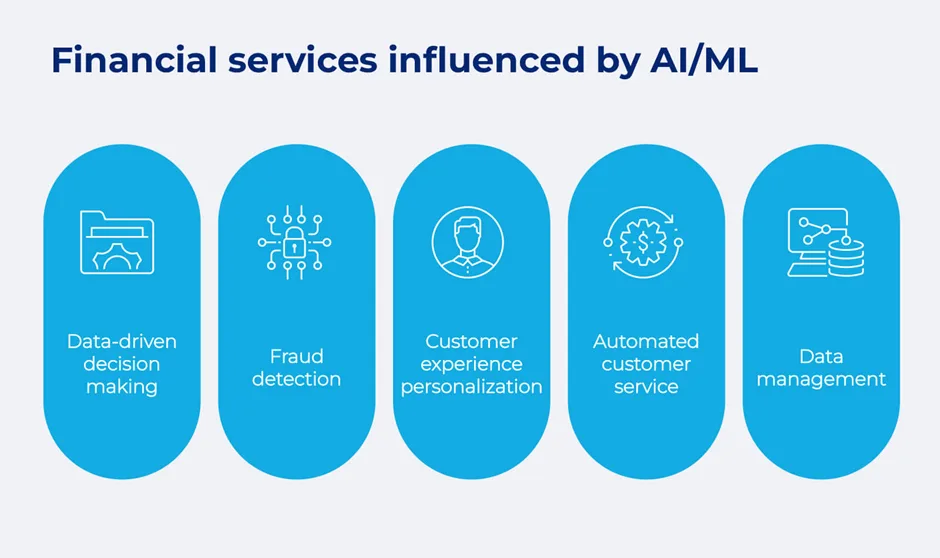 Financial services influenced by AI/ML
Data-driven
decision
making
Fraud
detection
Customer
experience
personalization
$
Automated
customer
service
Data
management